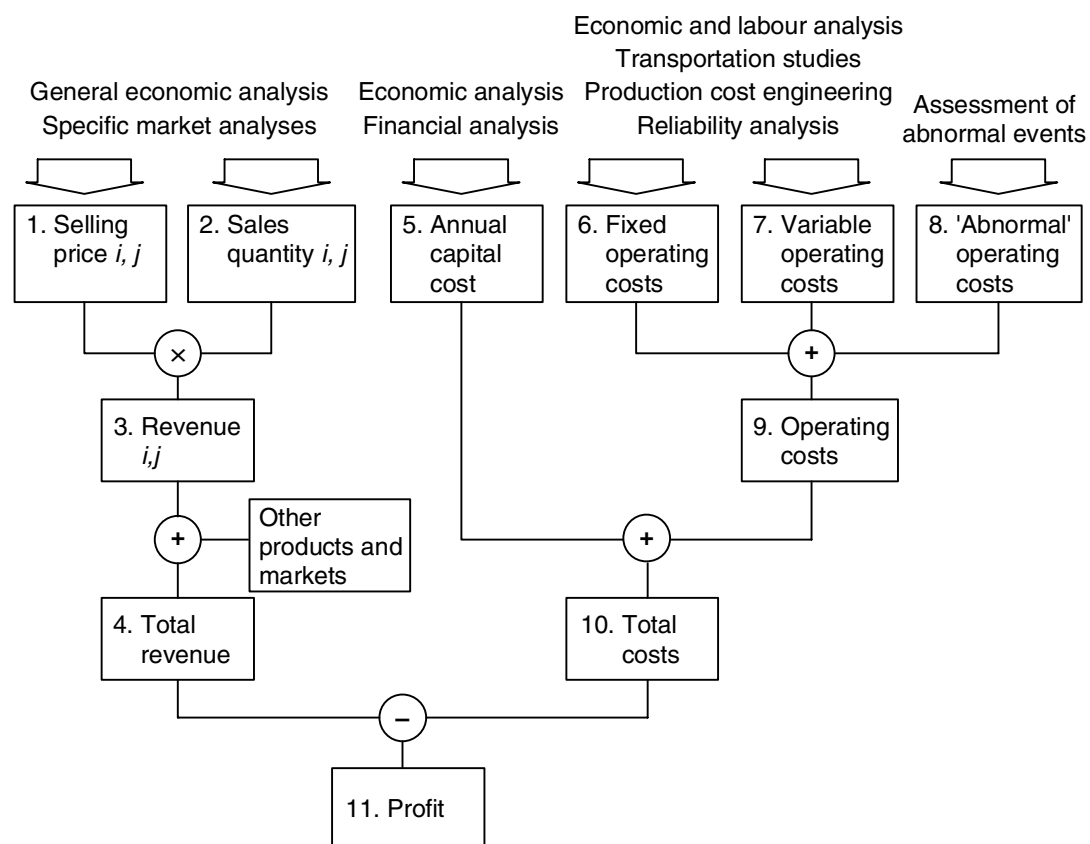 General economic analysis
Specific market analyses
Economic analysis
Financial analysis
Economic and labour analysis
Transportation studies
Production cost engineering
Reliability analysis
Assessment of
abnormal events
1. Selling
price i, j
2. Sales
quantity i, j
5. Annual
capital
cost
6. Fixed
operating
costs
7. Variable
operating
costs
8. 'Abnormal'
operating
costs
×
+
3. Revenue
i,j
9. Operating
costs
+
Other
products and
markets
+
4. Total
revenue
10. Total
costs
−
11. Profit